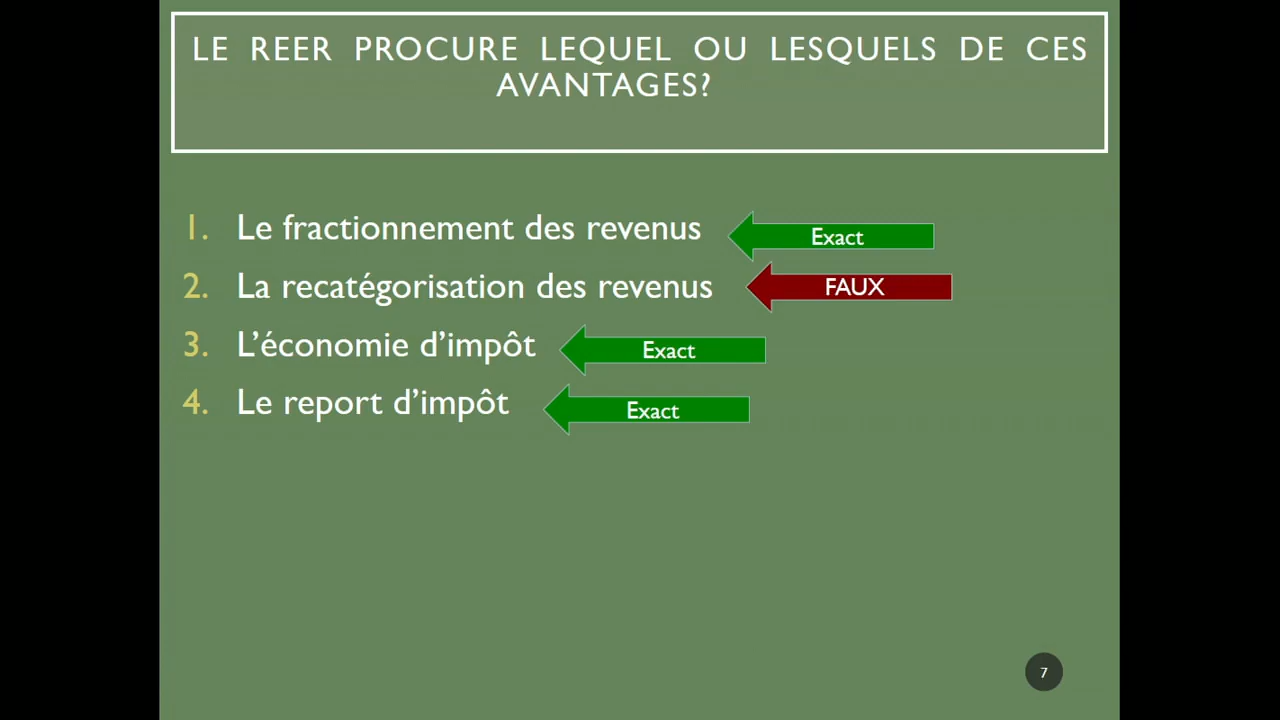 LE REER PROCURE LEQUEL OU LESQUELS DE CES
AVANTAGES?
1. Le fractionnement des revenus Exact
2. La recatégorisation des revenus FAUX
3. L’économie d’impôt Exact
4. Le report d’impôt Exact
7